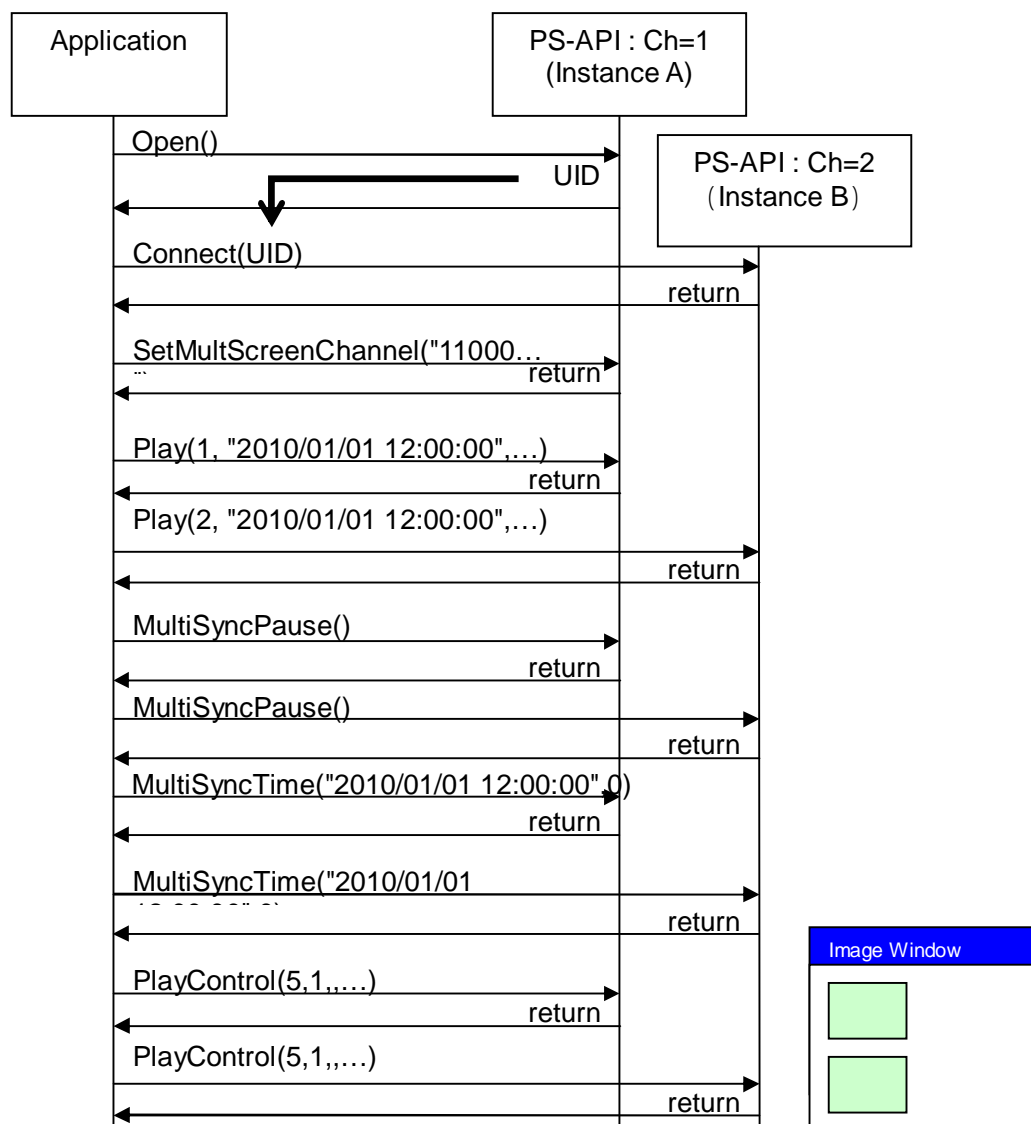 Application
PS-API : Ch=1
(Instance A)
Open()
PS-API : Ch=2
(Instance B)
UID
Connect(UID)
return
SetMultScreenChannel("11000…
return
Play(1, "2010/01/01 12:00:00",…)
return
Play(2, "2010/01/01 12:00:00",…)
return
MultiSyncPause()
return
MultiSyncPause()
return
MultiSyncTime("2010/01/01 12:00:00",0)
return
MultiSyncTime("2010/01/01
return
Image Window
PlayControl(5,1,,…)
return
PlayControl(5,1,,…)
return